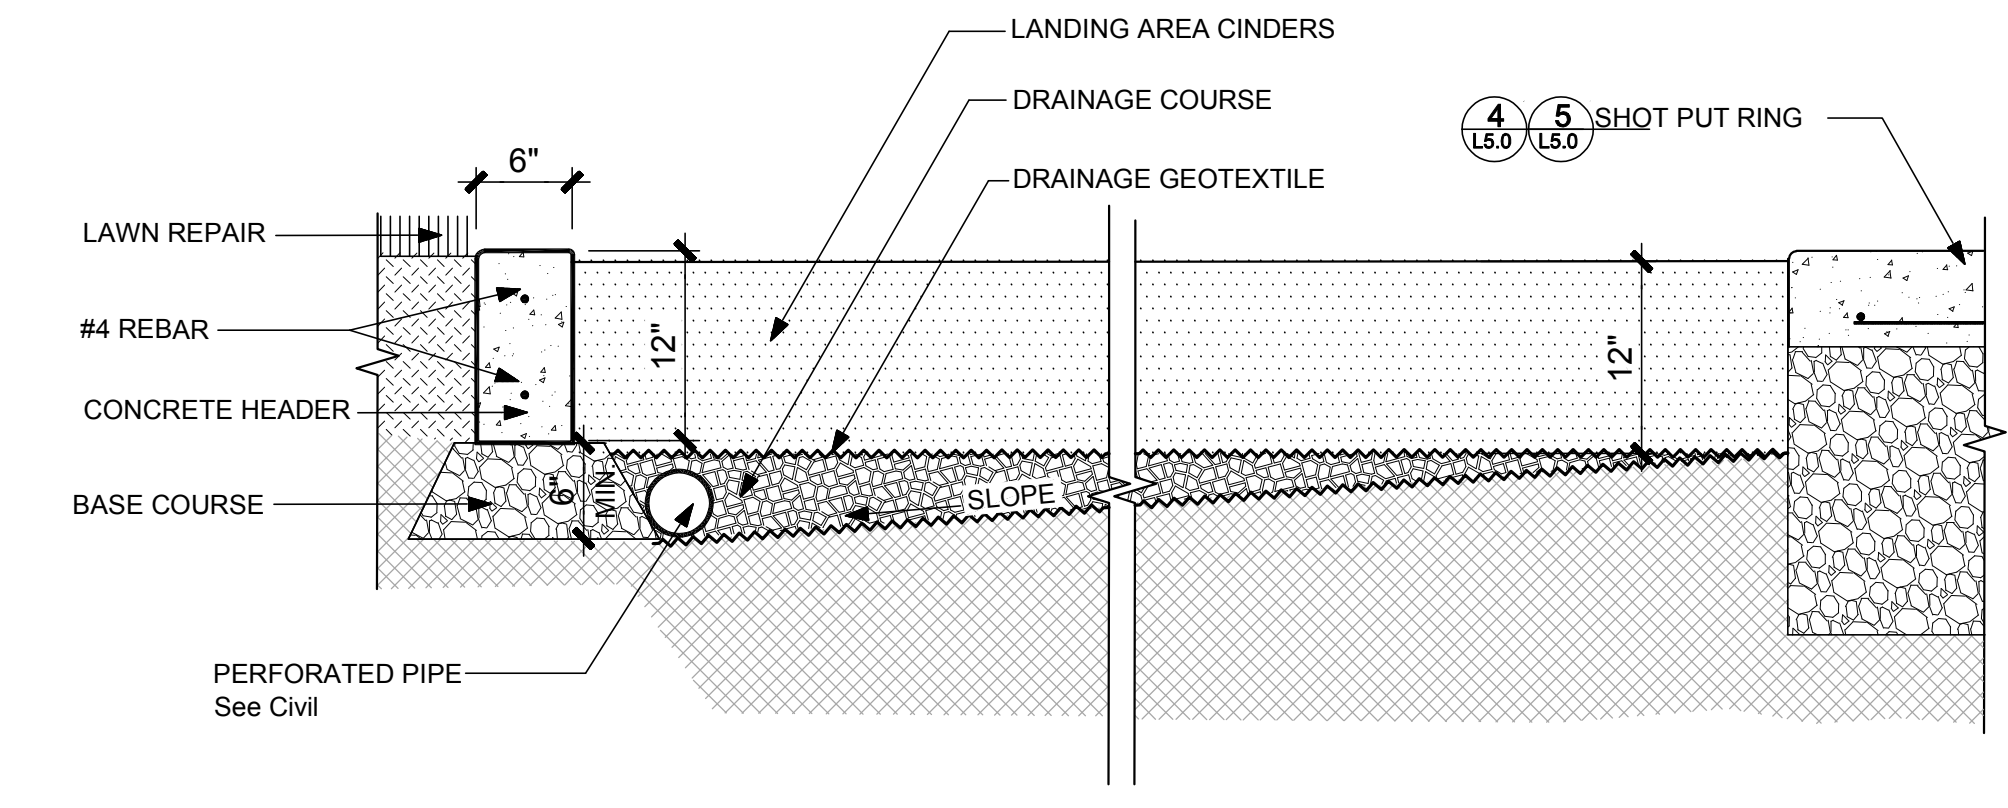 LANDING AREA CINDERS
DRAINAGE COURSE
4
L5.0
5
L5.0
SHOT PUT RING
6"
DRAINAGE GEOTEXTILE
LAWN REPAIR
#4 REBAR
12"
12"
CONCRETE HEADER
BASE COURSE
6"
MIN.
SLOPE
PERFORATED PIPE
See Civil